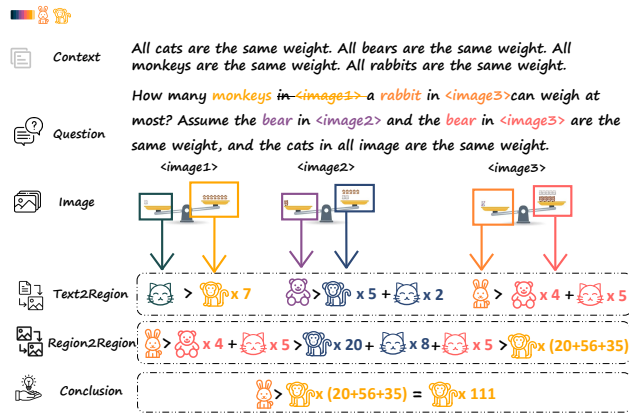 Context
All cats are the same weight. All bears are the same weight. All
monkeys are the same weight. All rabbits are the same weight.
Question
How many monkeys in <image1> a rabbit in <image3>can weigh at
most? Assume the bear in <image2> and the bear in <image3> are the
same weight, and the cats in all image are the same weight.
<image1> <image2> <image3>
Image
Text2Region
> x 7 > x 5 + x 2 > x 4 + x 5
Region2Region
> x 4 + x 5 > x 20 + x 8 + x 5 > x (20+56+35)
Conclusion
> x (20+56+35) = x 111